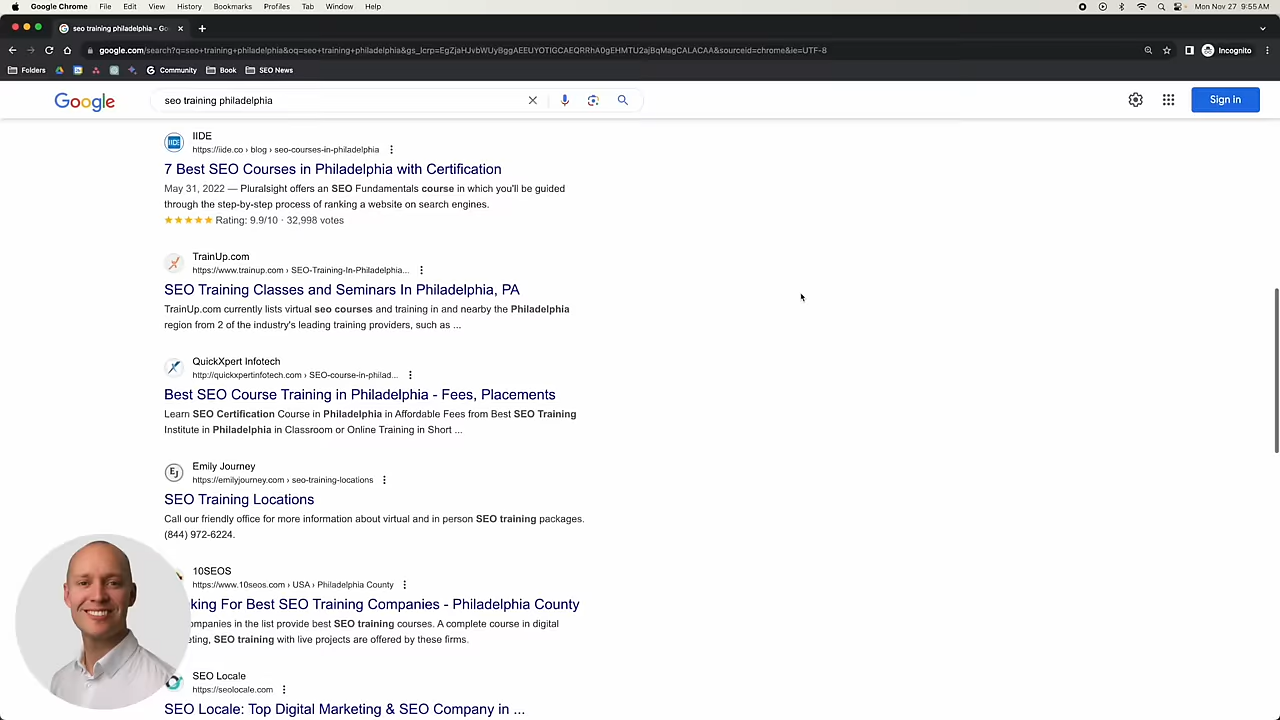 Google Chrome File Edit View History Bookmarks Profiles Tab Window Help Mon Nov 27 9:55AM
seo training philadelphia - Go
google.com/search?q=seo+training+philadelphia&oq=seo+training+philadelphia&gs_lcrp=EgZjaHJvbWUyBggAEEUYOTIGCAEQRRhA0gEHMTU2ajBqMagCALACAA&sourceid=chrome&ie=UTF-8 Incognito
Folders Community Book SEO News
Google seo training philadelphia Sign in
IIDE
https://iide.co › blog › seo-courses-in-philadelphia
7 Best SEO Courses in Philadelphia with Certification
May 31, 2022 — Pluralsight offers an SEO Fundamentals course in which you'll be guided
through the step-by-step process of ranking a website on search engines.
Rating: 9.9/10 · 32,998 votes
TrainUp.com
https://www.trainup.com › SEO-Training-In-Philadelphia...
SEO Training Classes and Seminars In Philadelphia, PA
TrainUp.com currently lists virtual seo courses and training in and nearby the Philadelphia
region from 2 of the industry's leading training providers, such as ...
QuickXpert Infotech
http://quickxpertinfotech.com › SEO-course-in-philad...
Best SEO Course Training in Philadelphia - Fees, Placements
Learn SEO Certification Course in Philadelphia in Affordable Fees from Best SEO Training
Institute in Philadelphia in Classroom or Online Training in Short ...
EJ Emily Journey
https://emilyjourney.com › seo-training-locations
SEO Training Locations
Call our friendly office for more information about virtual and in person SEO training packages.
(844) 972-6224.
10SEOS
https://www.10seos.com › USA › Philadelphia County
king For Best SEO Training Companies - Philadelphia County
ompanies in the list provide best SEO training courses. A complete course in digital
eting, SEO training with live projects are offered by these firms.
SEO Locale
https://seolocale.com
SEO Locale: Top Digital Marketing & SEO Company in ...